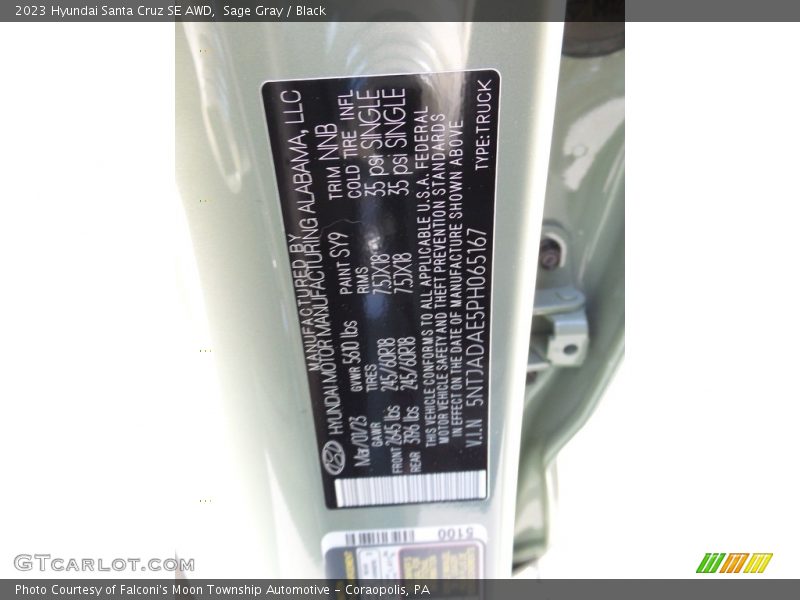 2023 Hyundai Santa Cruz SE AWD, Sage Gray / Black
MANUFACTURED BY
HYUNDAI MOTOR MANUFACTURING ALABAMA, LLC
Mar/01/23 GVWR 5610 lbs PAINT SY9 TRIM NNB
GAWR TIRES RIMS COLD TIRE INFL
FRONT 2645 lbs 245/60R18 7.5JX18 35 psi SINGLE
REAR 3196 lbs 245/60R18 7.5JX18 35 psi SINGLE
THIS VEHICLE CONFORMS TO ALL APPLICABLE U.S.A. FEDERAL
MOTOR VEHICLE SAFETY AND THEFT PREVENTION STANDARDS
IN EFFECT ON THE DATE OF MANUFACTURE SHOWN ABOVE
V.I.N 5NTJADAE5PH065167 TYPE:TRUCK
5100
GTcarlot.com
Photo Courtesy of Falconi's Moon Township Automotive – Coraopolis, PA